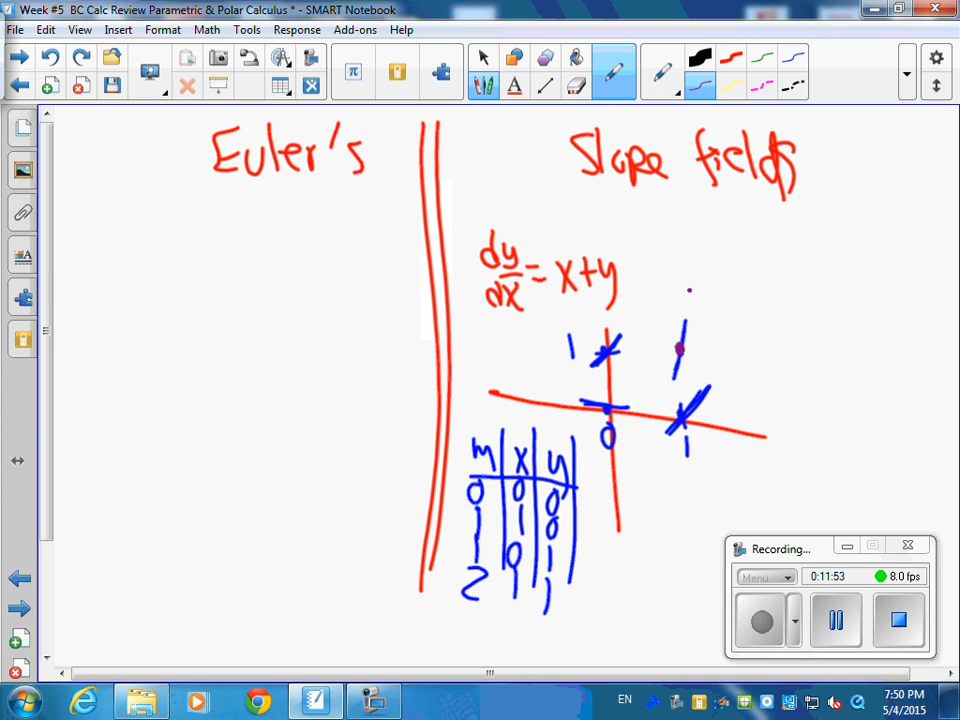 Week #5 BC Calc Review Parametric & Polar Calculus * - SMART Notebook
File Edit View Insert Format Math Tools Response Add-ons Help
Euler's
Slope fields
dy/dx = x+y
1
0
1
m x y
0 0 0
1 1 0
1 0 1
2 1 1
Recording...
Menu
0:11:53
8.0 fps
EN
7:50 PM
5/4/2015